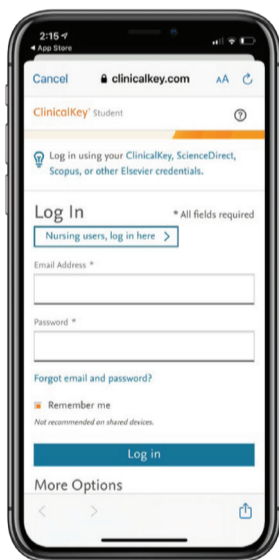 2:15
◀ App Store
Cancel
clinicalkey.com
AA
ClinicalKey® Student
Log in using your ClinicalKey, ScienceDirect,
Scopus, or other Elsevier credentials.
Log In
* All fields required
Nursing users, log in here
Email Address *
Password *
Forgot email and password?
Remember me
Not recommended on shared devices.
Log in
More Options